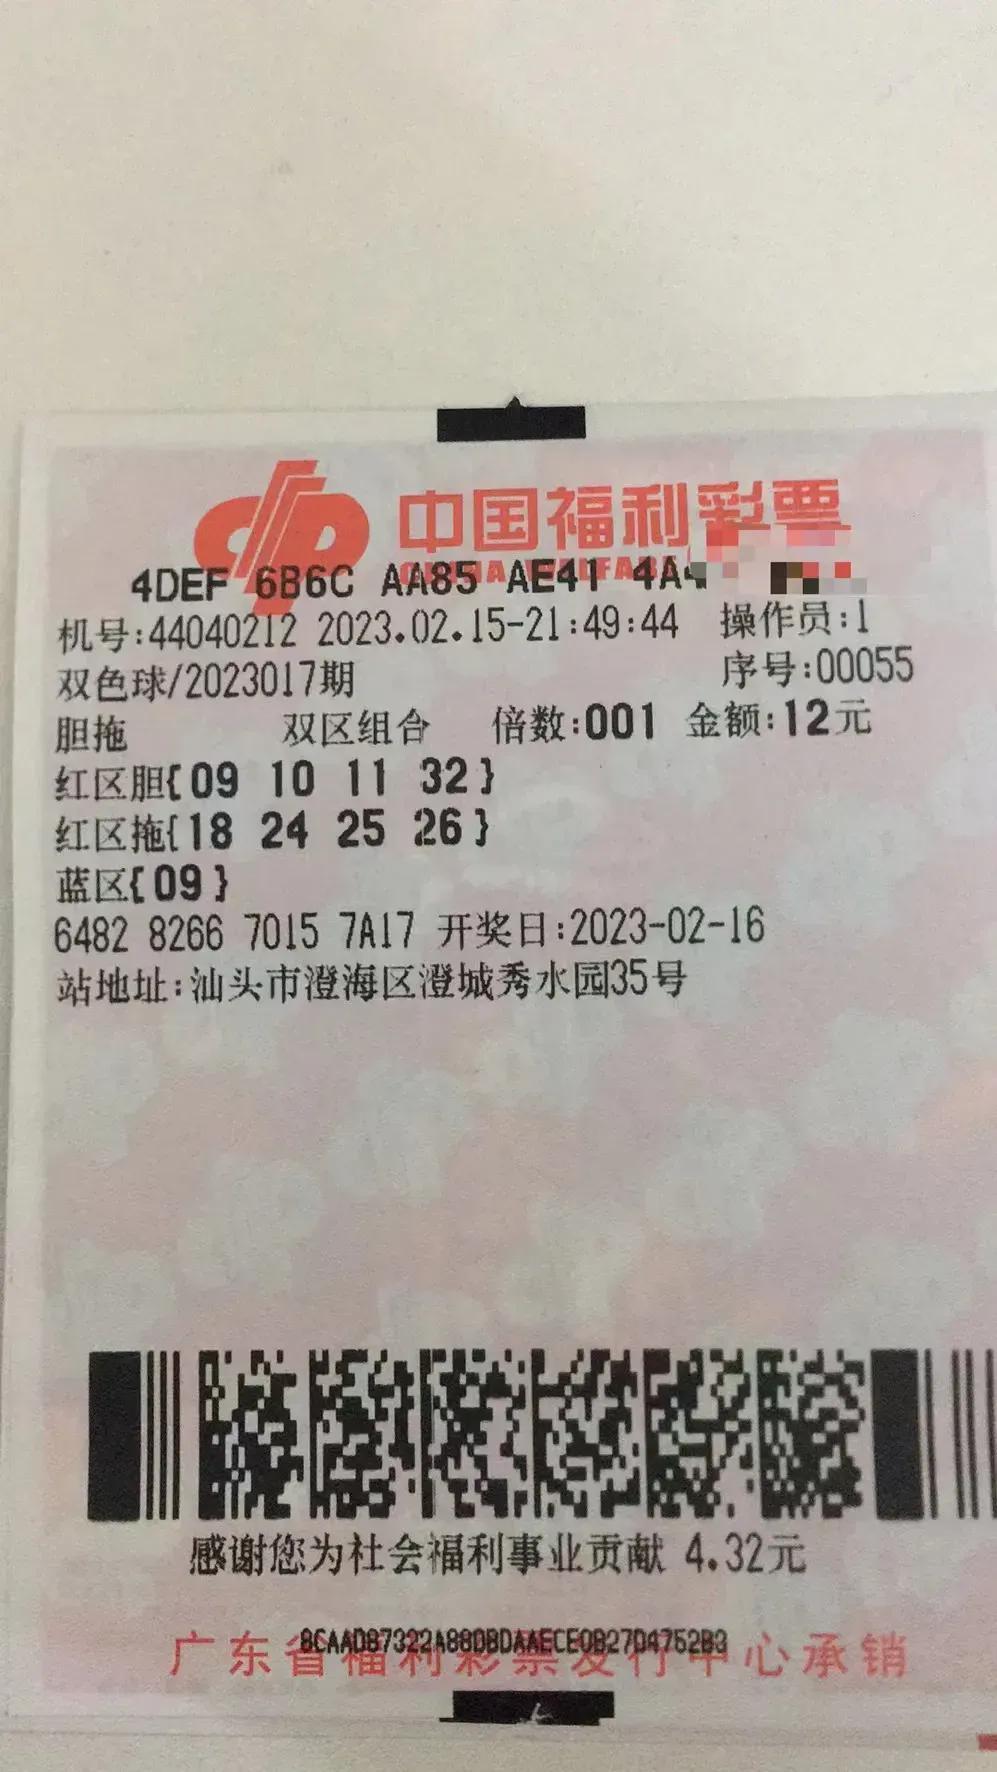 中国福利彩票
4DEF 6B6C AA85 AE41 4A4
机号:44040212 2023.02.15-21:49:44 操作员:1
双色球/2023017期 序号:00055
胆拖 双区组合 倍数:001 金额:12元
红区胆{09 10 11 32}
红区拖{18 24 25 26}
蓝区{09}
6482 8266 7015 7A17 开奖日:2023-02-16
站地址:汕头市澄海区澄城秀水园35号
感谢您为社会福利事业贡献 4.32元
广东省福利彩票发行中心承销